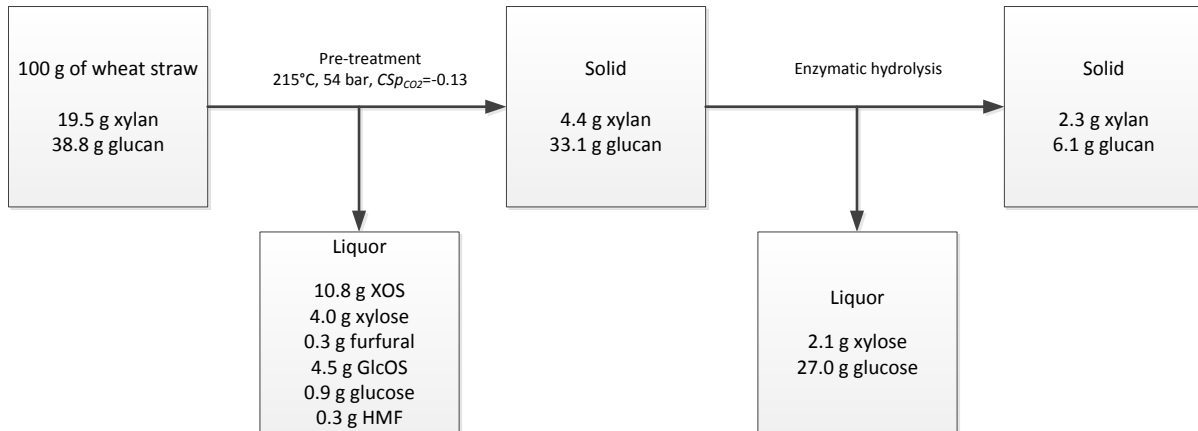 100 g of wheat straw
19.5 g xylan
38.8 g glucan
Pre-treatment
215°C, 54 bar, CSpCO2=-0.13
Solid
4.4 g xylan
33.1 g glucan
Enzymatic hydrolysis
Solid
2.3 g xylan
6.1 g glucan
Liquor
10.8 g XOS
4.0 g xylose
0.3 g furfural
4.5 g GlcOS
0.9 g glucose
0.3 g HMF
Liquor
2.1 g xylose
27.0 g glucose